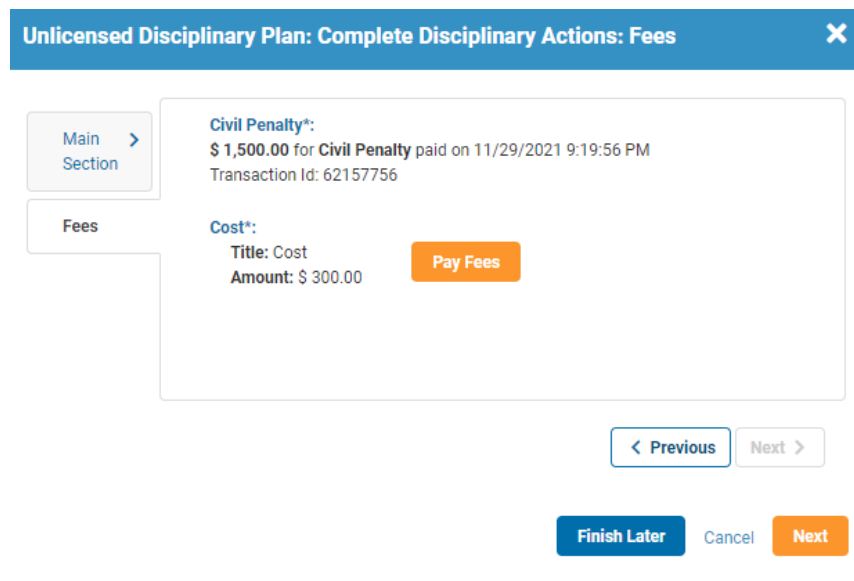 Unlicensed Disciplinary Plan: Complete Disciplinary Actions: Fees
Main
Section
Fees
Civil Penalty*:
$ 1,500.00 for Civil Penalty paid on 11/29/2021 9:19:56 PM
Transaction Id: 62157756
Cost*:
Title: Cost
Amount: $ 300.00
Pay Fees
Previous
Next
Finish Later
Cancel
Next